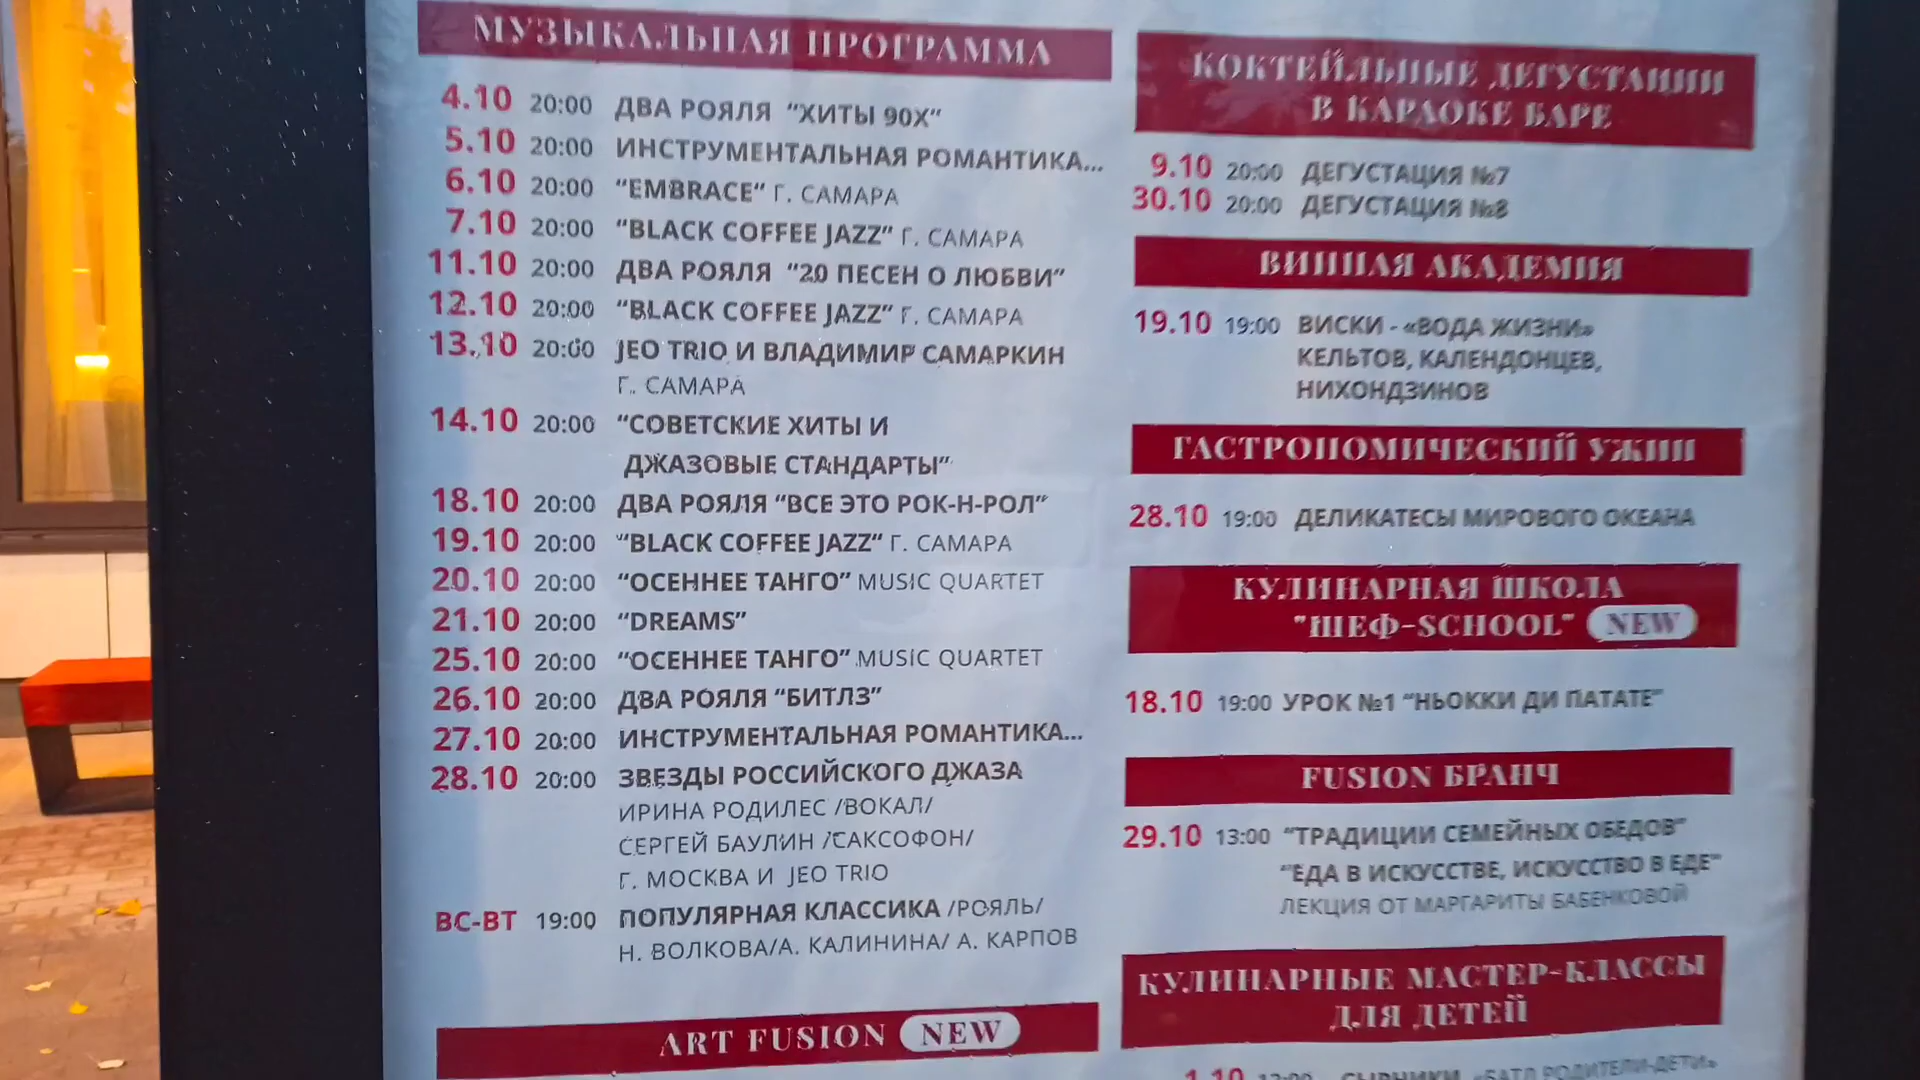 МУЗЫКАЛЬНАЯ ПРОГРАММА
4.10 20:00 ДВА РОЯЛЯ “ХИТЫ 90Х”
5.10 20:00 ИНСТРУМЕНТАЛЬНАЯ РОМАНТИКА...
6.10 20:00 “EMBRACE” Г. САМАРА
7.10 20:00 “BLACK COFFEE JAZZ” Г. САМАРА
11.10 20:00 ДВА РОЯЛЯ “20 ПЕСЕН О ЛЮБВИ”
12.10 20:00 “BLACK COFFEE JAZZ” Г. САМАРА
13.10 20:00 JEO TRIO И ВЛАДИМИР САМАРКИН
Г. САМАРА
14.10 20:00 “СОВЕТСКИЕ ХИТЫ И
ДЖАЗОВЫЕ СТАНДАРТЫ”
18.10 20:00 ДВА РОЯЛЯ “ВСЕ ЭТО РОК-Н-РОЛ”
19.10 20:00 “BLACK COFFEE JAZZ” Г. САМАРА
20.10 20:00 “ОСЕННЕЕ ТАНГО” MUSIC QUARTET
21.10 20:00 “DREAMS”
25.10 20:00 “ОСЕННЕЕ ТАНГО” MUSIC QUARTET
26.10 20:00 ДВА РОЯЛЯ “БИТЛЗ”
27.10 20:00 ИНСТРУМЕНТАЛЬНАЯ РОМАНТИКА...
28.10 20:00 ЗВЕЗДЫ РОССИЙСКОГО ДЖАЗА
ИРИНА РОДИЛЕС /ВОКАЛ/
СЕРГЕЙ БАУЛИН /САКСОФОН/
Г. МОСКВА И JEO TRIO
ВС-ВТ 19:00 ПОПУЛЯРНАЯ КЛАССИКА /РОЯЛЬ/
Н. ВОЛКОВА/А. КАЛИНИНА/ А. КАРПОВ
ART FUSION NEW
КОКТЕЙЛЬНЫЕ ДЕГУСТАЦИИ
В КАРАОКЕ БАРЕ
9.10 20:00 ДЕГУСТАЦИЯ №7
30.10 20:00 ДЕГУСТАЦИЯ №8
ВИННАЯ АКАДЕМИЯ
19.10 19:00 ВИСКИ - «ВОДА ЖИЗНИ»
КЕЛЬТОВ, КАЛЕНДОНЦЕВ,
НИХОНДЗИНОВ
ГАСТРОНОМИЧЕСКИЙ УЖИН
28.10 19:00 ДЕЛИКАТЕСЫ МИРОВОГО ОКЕАНА
КУЛИНАРНАЯ ШКОЛА
"ШЕФ-SCHOOL" NEW
18.10 19:00 УРОК №1 “НЬОККИ ДИ ПАТАТЕ”
FUSION БРАНЧ
29.10 13:00 “ТРАДИЦИИ СЕМЕЙНЫХ ОБЕДОВ”
“ЕДА В ИСКУССТВЕ, ИСКУССТВО В ЕДЕ”
ЛЕКЦИЯ ОТ МАРГАРИТЫ БАБЕНКОВОЙ
КУЛИНАРНЫЕ МАСТЕР-КЛАССЫ
ДЛЯ ДЕТЕЙ
1.10 СЫРНИКИ «БАТЛ РОДИТЕЛИ-ДЕТИ»